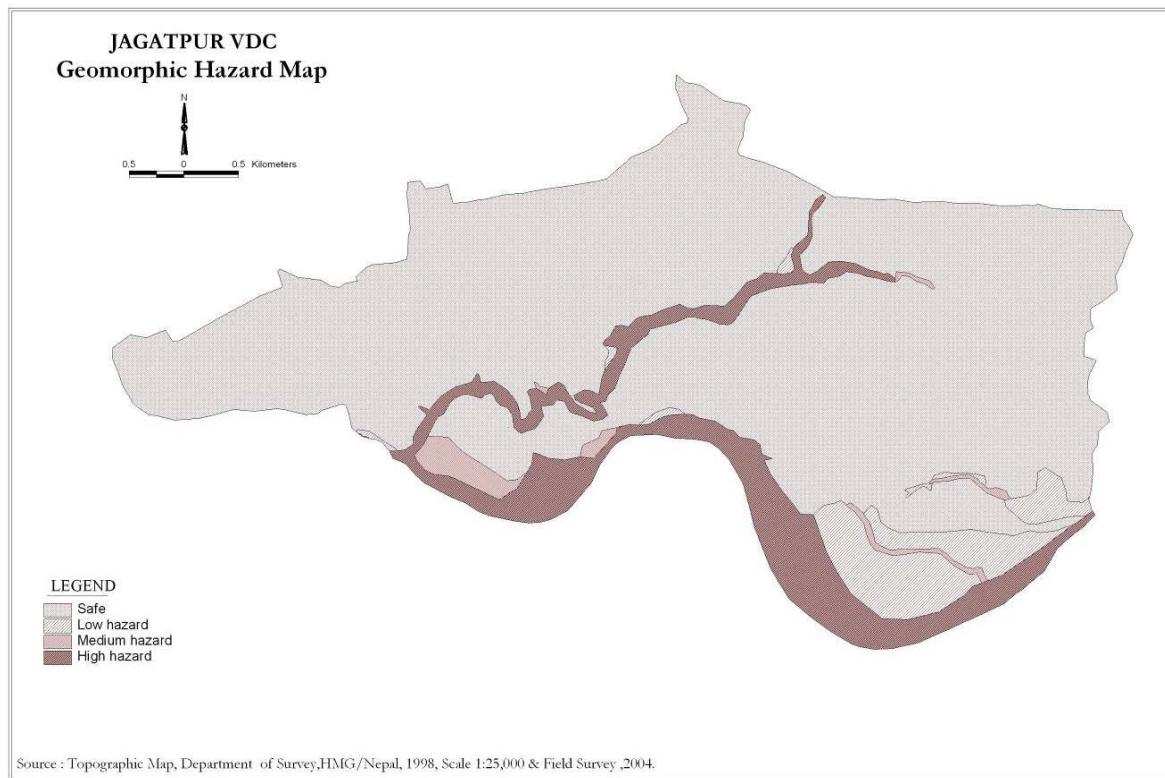 JAGATPUR VDC
Geomorphic Hazard Map
N
0.5 0 0.5 Kilometers
LEGEND
Safe
Low hazard
Medium hazard
High hazard
Source : Topographic Map, Department of Survey,HMG/Nepal, 1998, Scale 1:25,000 & Field Survey ,2004.